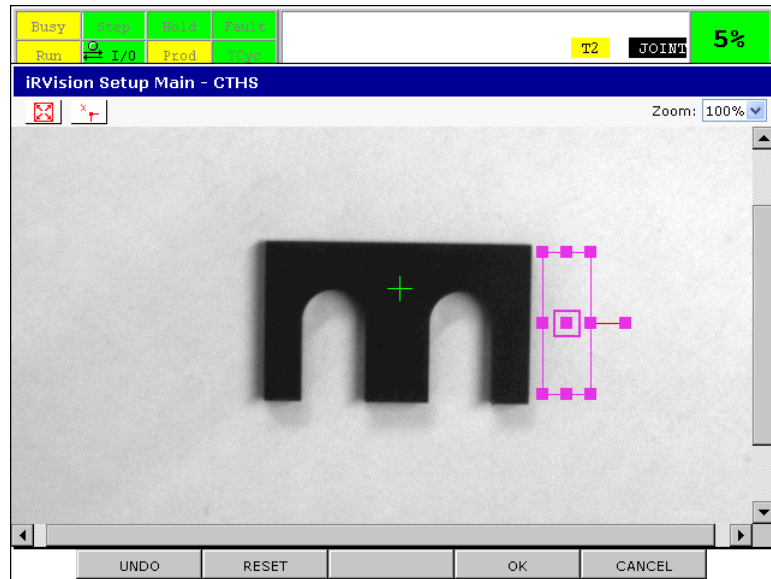 Busy Step Hold Fault
Run I/O Prod TCyc
T2 JOINT 5%
iRVision Setup Main - CTHS
X
Zoom: 100%
UNDO RESET OK CANCEL